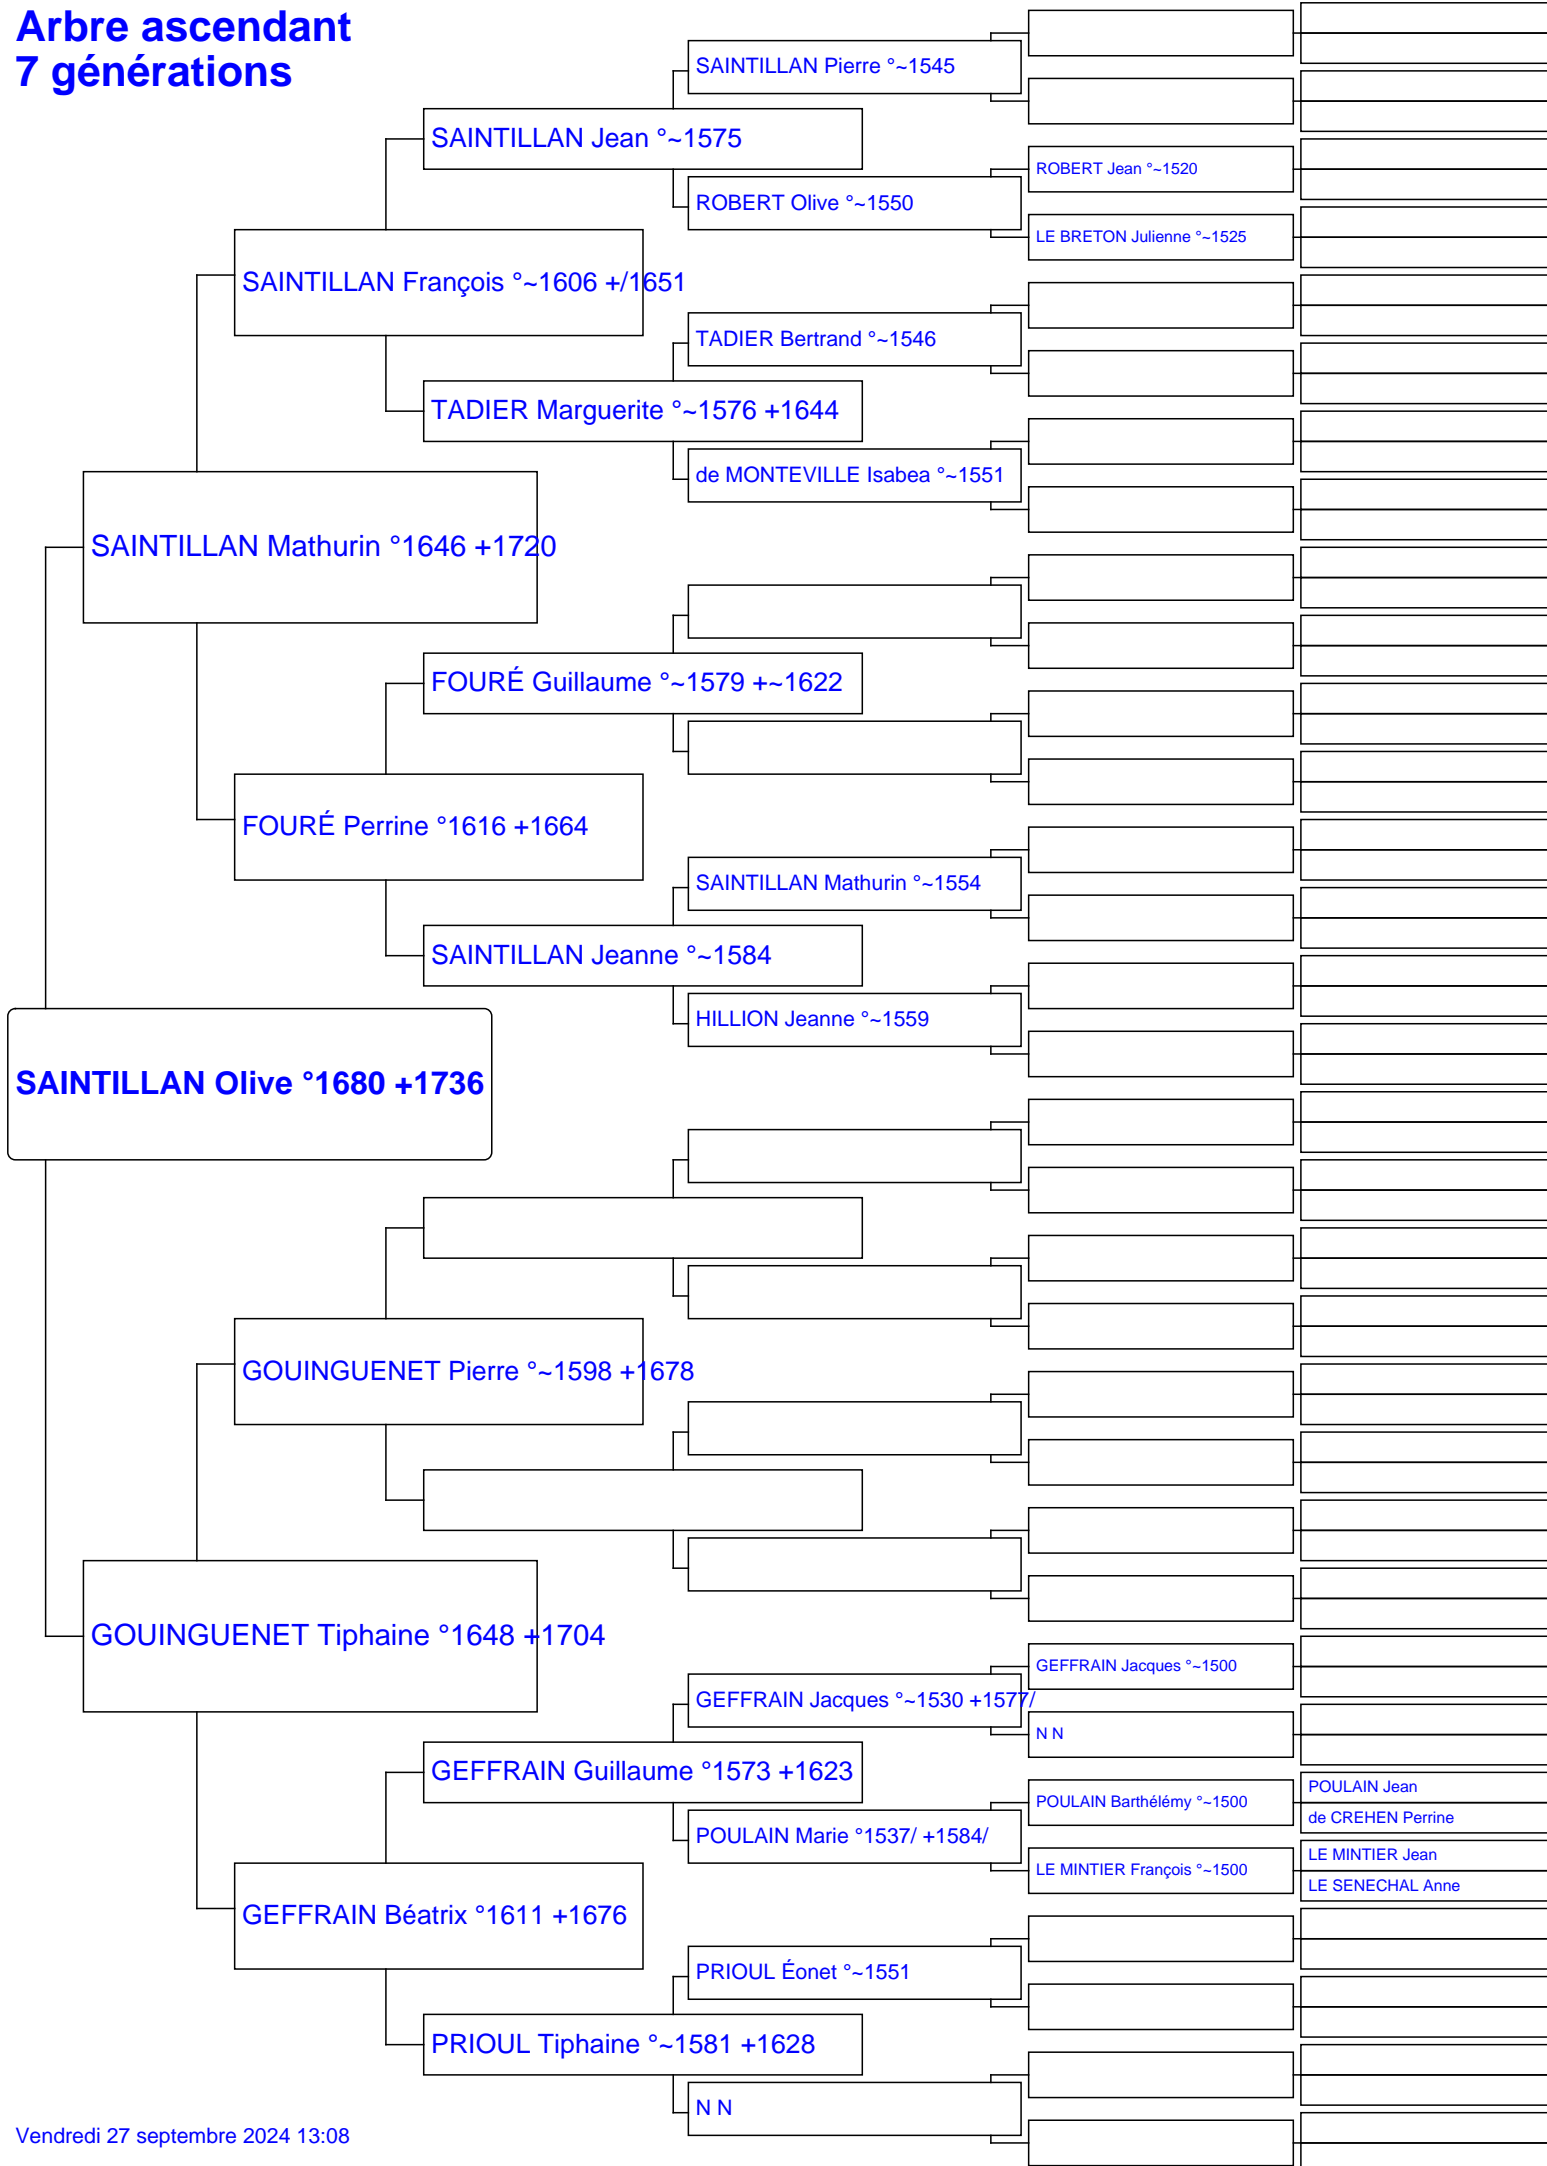 Arbre ascendant
7 générations
SAINTILLAN Pierre °~1545
SAINTILLAN Jean °~1575
ROBERT Jean °~1520
ROBERT Olive °~1550
LE BRETON Julienne °~1525
SAINTILLAN François °~1606 +/1651
TADIER Bertrand °~1546
TADIER Marguerite °~1576 +1644
de MONTEVILLE Isabea °~1551
SAINTILLAN Mathurin °1646 +1720
FOURÉ Guillaume °~1579 +~1622
FOURÉ Perrine °1616 +1664
SAINTILLAN Mathurin °~1554
SAINTILLAN Jeanne °~1584
HILLION Jeanne °~1559
SAINTILLAN Olive °1680 +1736
GOUINGUENET Pierre °~1598 +1678
GOUINGUENET Tiphaine °1648 +1704
GEFFRAIN Jacques °~1500
GEFFRAIN Jacques °~1530 +1577/
N N
GEFFRAIN Guillaume °1573 +1623
POULAIN Jean
POULAIN Barthélémy °~1500
de CREHEN Perrine
POULAIN Marie °1537/ +1584/
LE MINTIER Jean
LE MINTIER François °~1500
LE SENECHAL Anne
GEFFRAIN Béatrix °1611 +1676
PRIOUL Éonet °~1551
PRIOUL Tiphaine °~1581 +1628
N N
Vendredi 27 septembre 2024 13:08